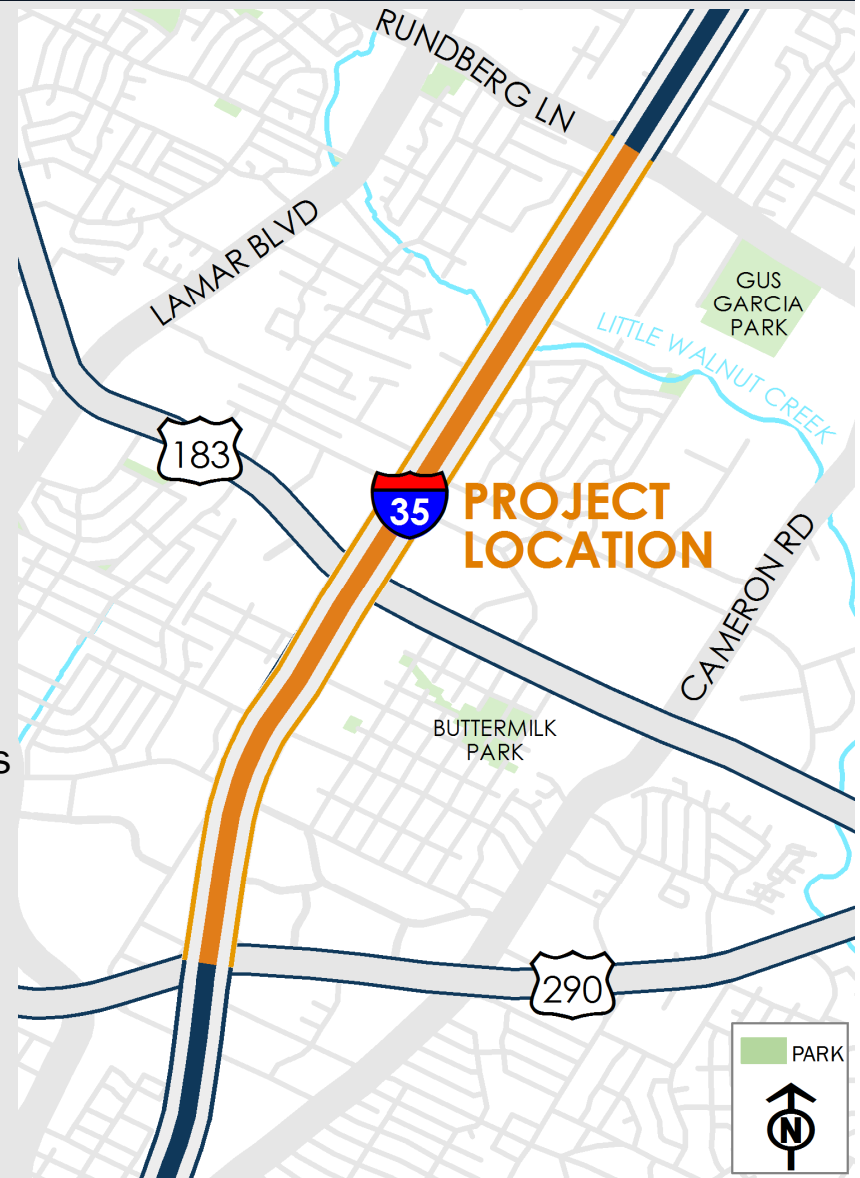 RUNDBERG LN
LAMAR BLVD
GUS
GARCIA
PARK
LITTLE WALNUT CREEK
183
35
PROJECT
LOCATION
CAMERON RD
BUTTERMILK
PARK
S
290
PARK
N